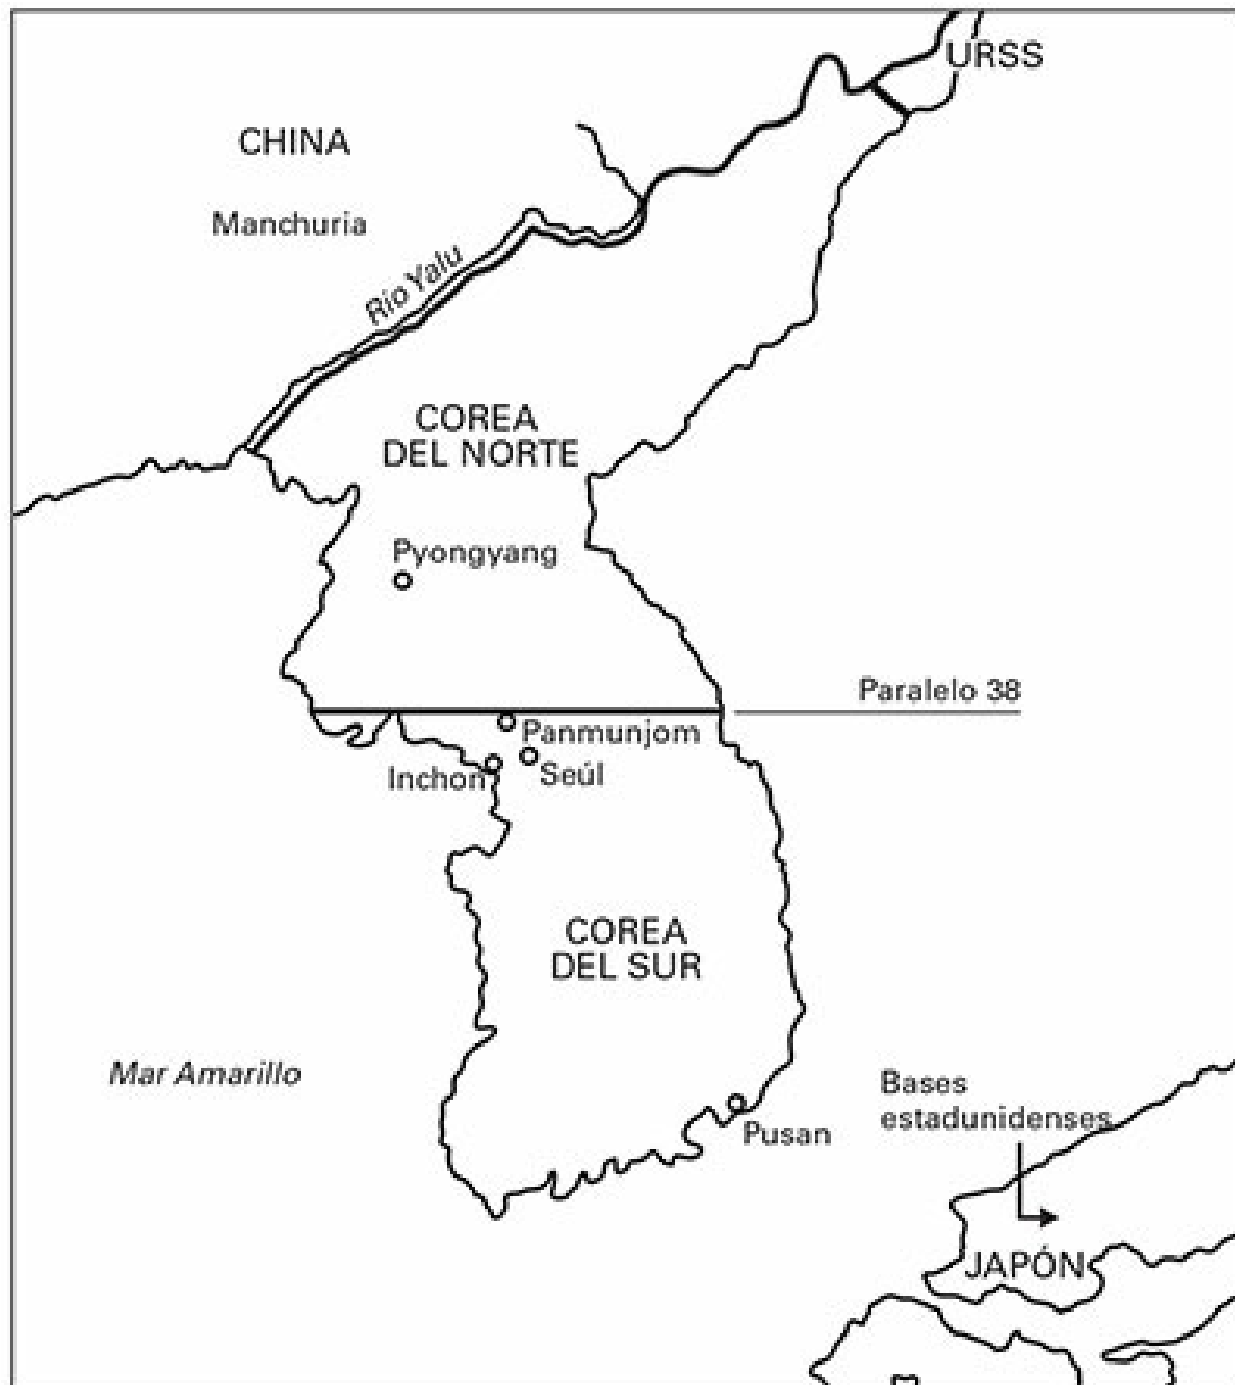 URSS
CHINA
Manchuria
Río Yalu
COREA
DEL NORTE
Pyongyang
Paralelo 38
Panmunjom
Inchon
Seúl
COREA
DEL SUR
Mar Amarillo
Bases
estadunidenses
Pusan
JAPÓN